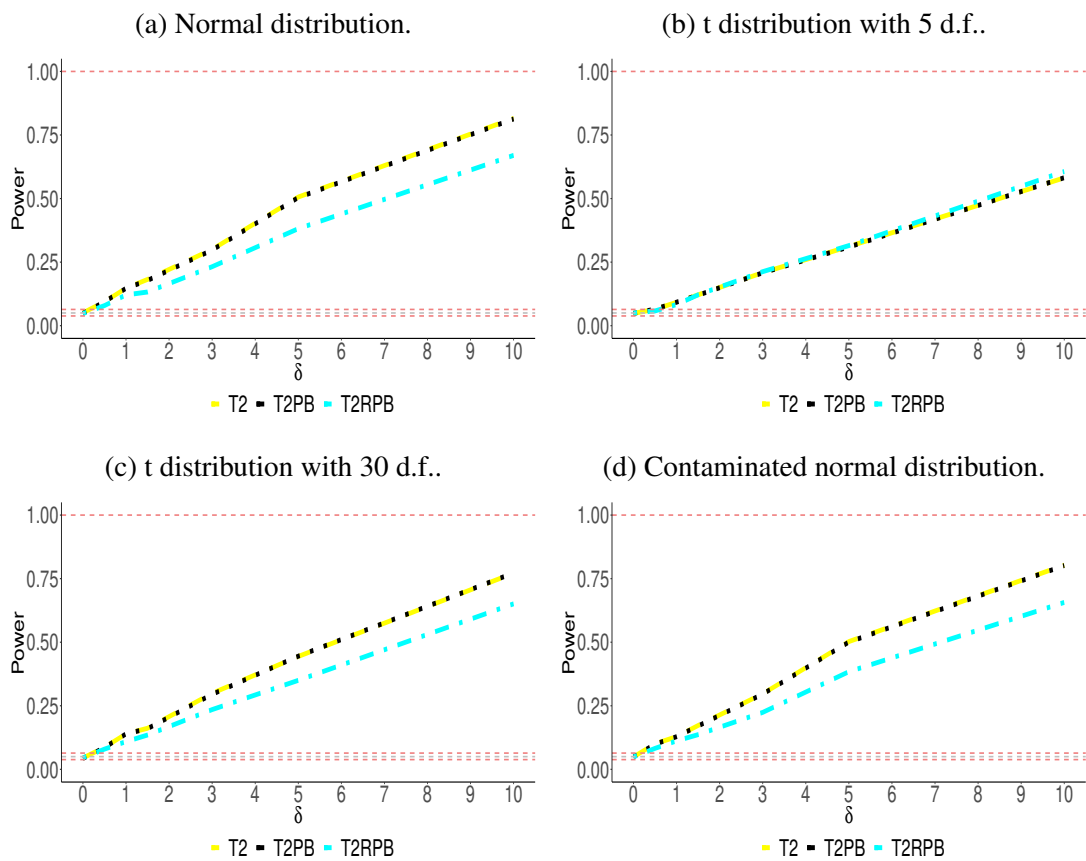 (a) Normal distribution.
1.00
0.75
0.50
0.25
0.00
Power
0 1 2 3 4 5 6 7 8 9 10
δ
T2 T2PB T2RPB
(b) t distribution with 5 d.f..
1.00
0.75
0.50
0.25
0.00
Power
0 1 2 3 4 5 6 7 8 9 10
δ
T2 T2PB T2RPB
(c) t distribution with 30 d.f..
1.00
0.75
0.50
0.25
0.00
Power
0 1 2 3 4 5 6 7 8 9 10
δ
T2 T2PB T2RPB
(d) Contaminated normal distribution.
1.00
0.75
0.50
0.25
0.00
Power
0 1 2 3 4 5 6 7 8 9 10
δ
T2 T2PB T2RPB